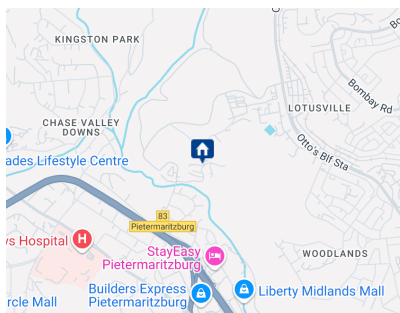 KINGSTON PARK
Bombay Rd
LOTUSVILLE
CHASE VALLEY
DOWNS
Otto's Blf Sta
ades Lifestyle Centre
83
Pietermaritzburg
ys Hospital
H
StayEasy
Pietermaritzburg
WOODLANDS
Builders Express
Pietermaritzburg
Liberty Midlands Mall
rcle Mall